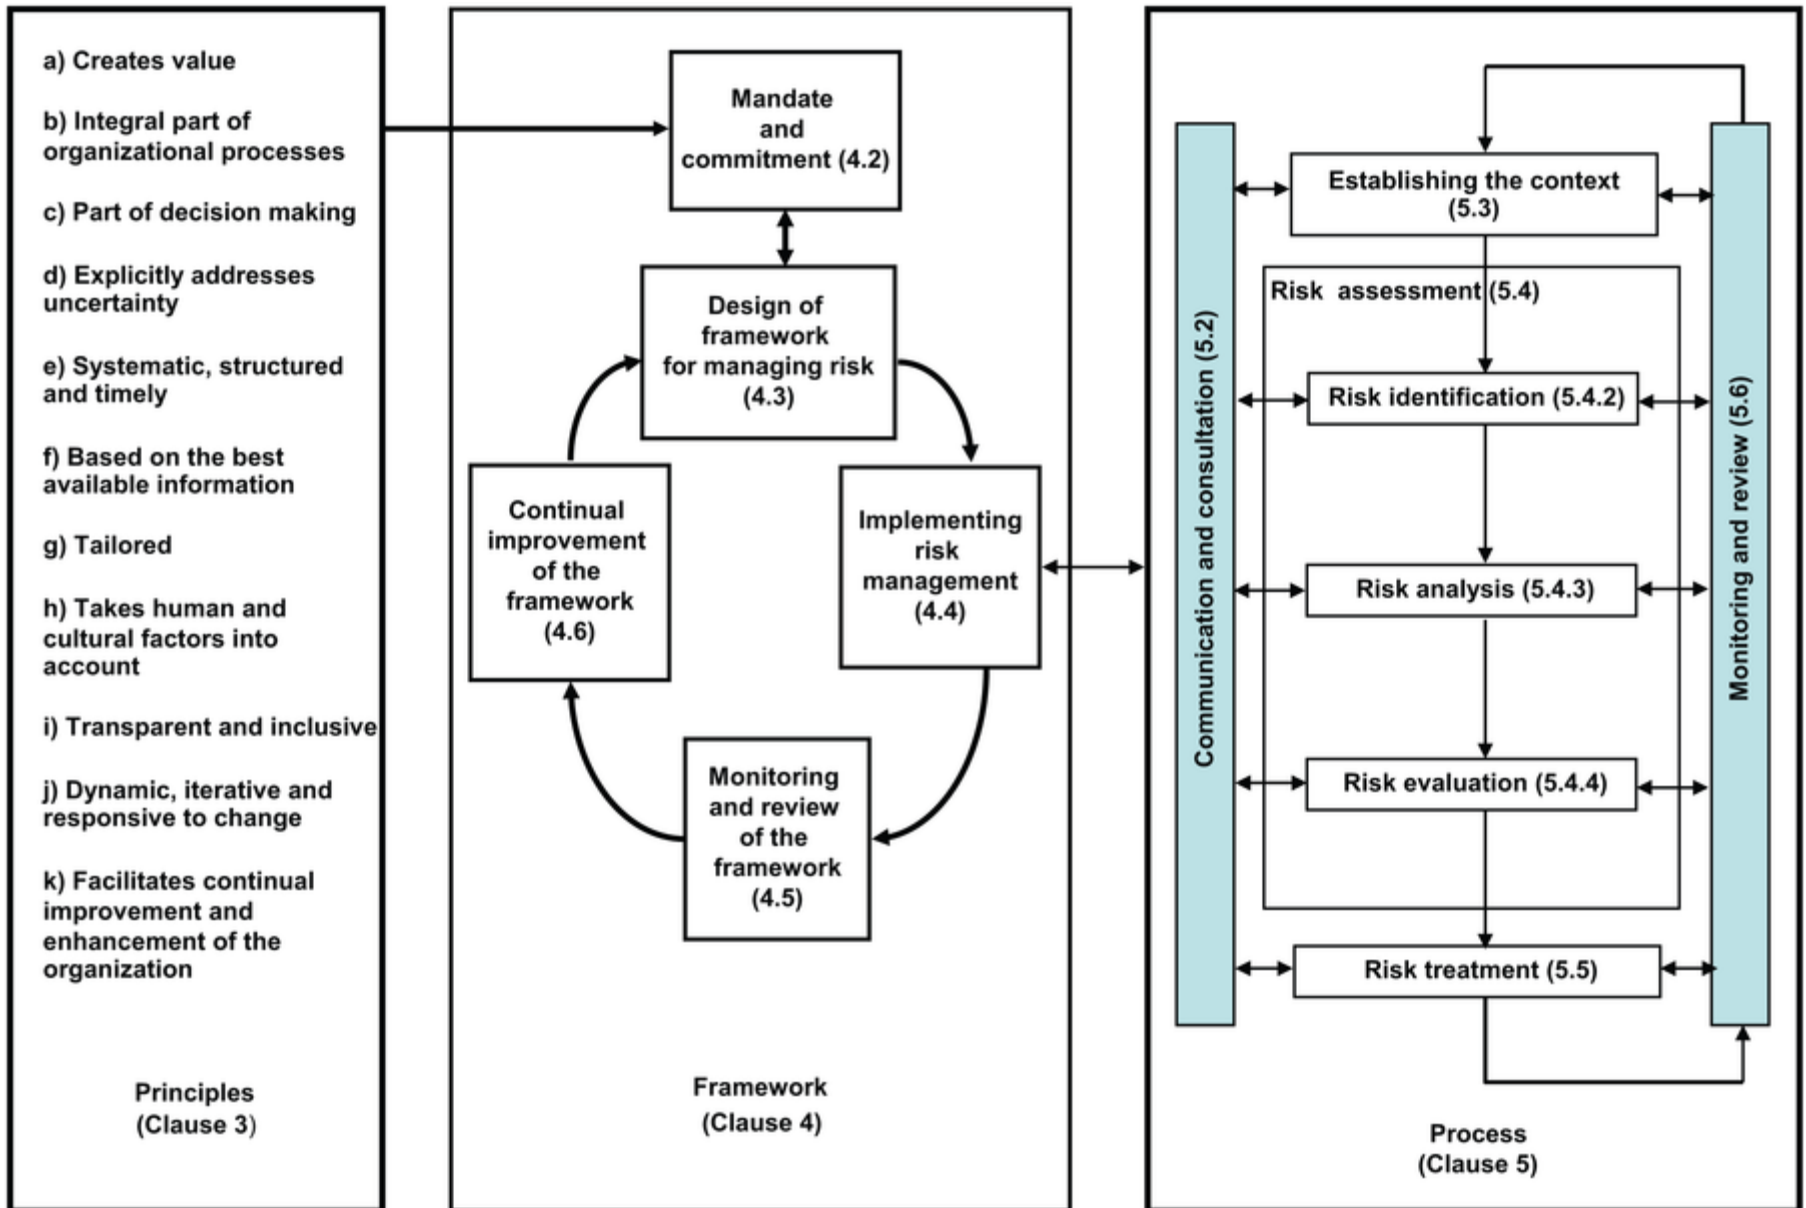 a) Creates value
b) Integral part of
organizational processes
c) Part of decision making
d) Explicitly addresses
uncertainty
e) Systematic, structured
and timely
f) Based on the best
available information
g) Tailored
h) Takes human and
cultural factors into
account
i) Transparent and inclusive
j) Dynamic, iterative and
responsive to change
k) Facilitates continual
improvement and
enhancement of the
organization
Principles
(Clause 3)
Mandate
and
commitment (4.2)
Design of
framework
for managing risk
(4.3)
Implementing
risk
management
(4.4)
Monitoring
and review
of the
framework
(4.5)
Continual
improvement
of the
framework
(4.6)
Framework
(Clause 4)
Communication and consultation (5.2)
Establishing the context
(5.3)
Risk assessment (5.4)
Risk identification (5.4.2)
Risk analysis (5.4.3)
Risk evaluation (5.4.4)
Risk treatment (5.5)
Monitoring and review (5.6)
Process
(Clause 5)